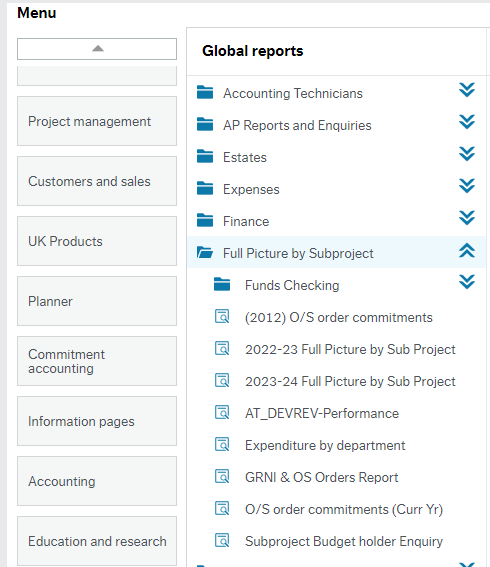 Menu
Project management
Customers and sales
UK Products
Planner
Commitment
accounting
Information pages
Accounting
Education and research
Global reports
Accounting Technicians
AP Reports and Enquiries
Estates
Expenses
Finance
Full Picture by Subproject
Funds Checking
(2012) O/S order commitments
2022-23 Full Picture by Sub Project
2023-24 Full Picture by Sub Project
AT_DEVREV-Performance
Expenditure by department
GRNI & OS Orders Report
O/S order commitments (Curr Yr)
Subproject Budget holder Enquiry